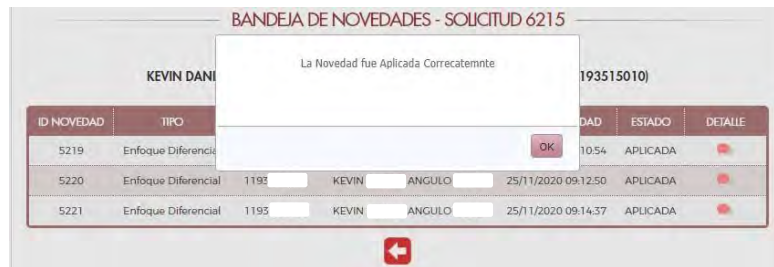 BANDEJA DE NOVEDADES - SOLICITUD 6215
La Novedad fue Aplicada Correcatemnte
KEVIN DANI 193515010)
ID NOVEDAD TIPO DAD ESTADO DETALLE
OK
5219 Enfoque Diferencia 10:54 APLICADA
5220 Enfoque Diferencial 1193 KEVIN ANGULO 25/11/2020 09:12:50 APLICADA
5221 Enfoque Diferencial 1193 KEVIN ANGULO 25/11/2020 09:14:37 APLICADA